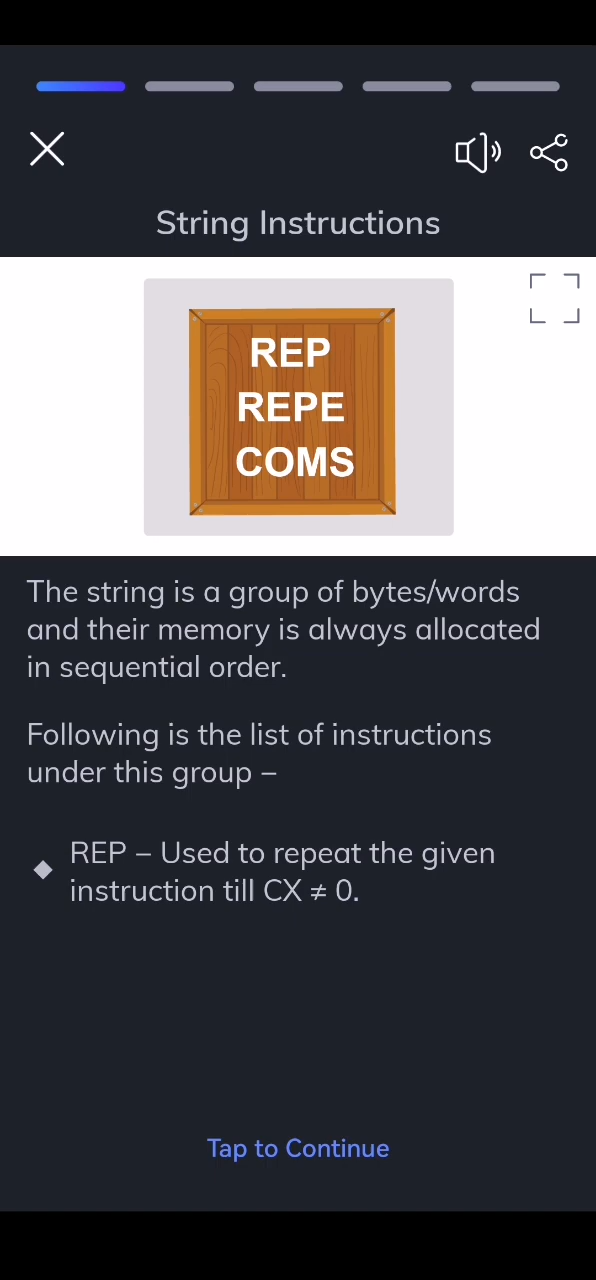 String Instructions
REP
REPE
COMS
The string is a group of bytes/words
and their memory is always allocated
in sequential order.
Following is the list of instructions
under this group –
◆ REP – Used to repeat the given
instruction till CX ≠ 0.
Tap to Continue